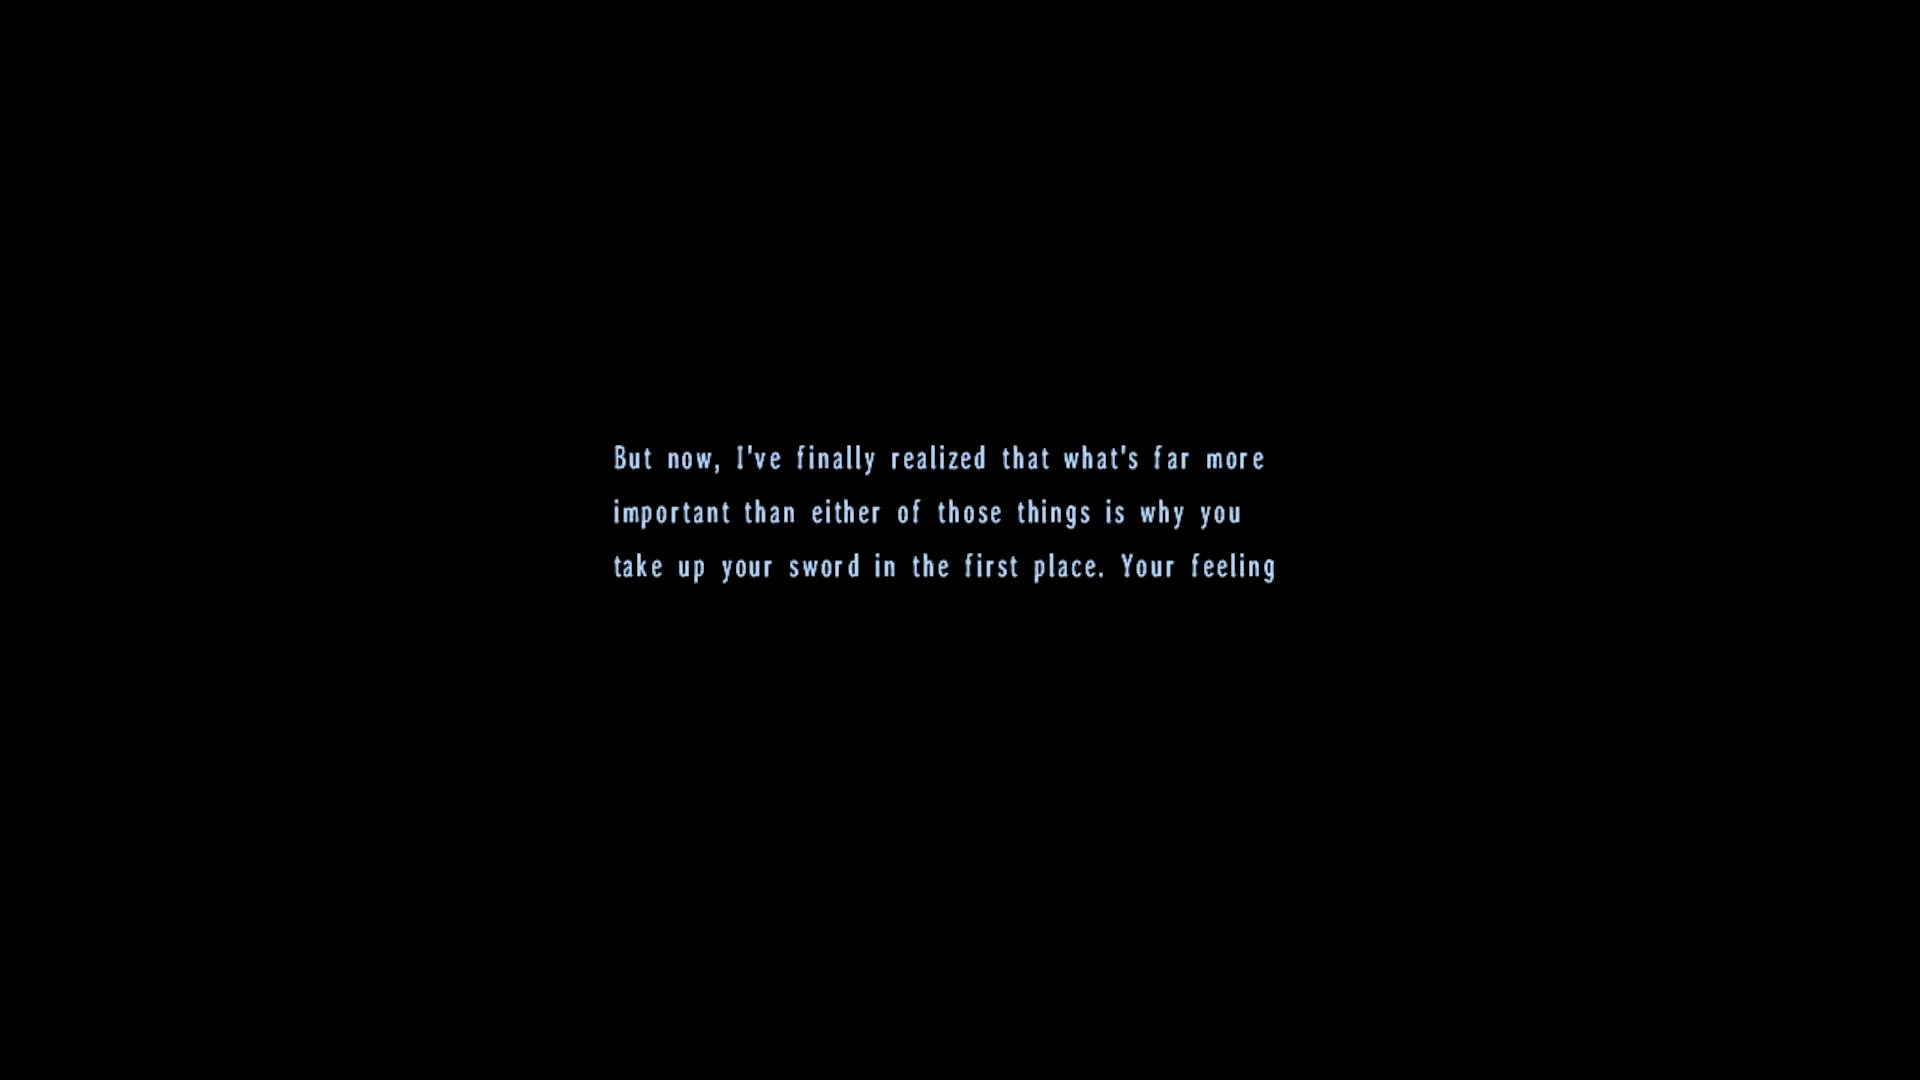 But now, I've finally realized that what's far more
important than either of those things is why you
take up your sword in the first place. Your feeling